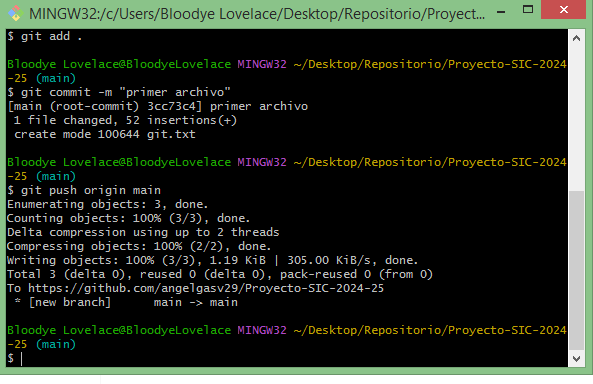 MINGW32:/c/Users/Bloodye Lovelace/Desktop/Repositorio/Proyect...
$ git add .
Bloodye Lovelace@BloodyeLovelace MINGW32 ~/Desktop/Repositorio/Proyecto-SIC-2024
-25 (main)
$ git commit -m "primer archivo"
[main (root-commit) 3cc73c4] primer archivo
 1 file changed, 52 insertions(+)
 create mode 100644 git.txt
Bloodye Lovelace@BloodyeLovelace MINGW32 ~/Desktop/Repositorio/Proyecto-SIC-2024
-25 (main)
$ git push origin main
Enumerating objects: 3, done.
Counting objects: 100% (3/3), done.
Delta compression using up to 2 threads
Compressing objects: 100% (2/2), done.
Writing objects: 100% (3/3), 1.19 KiB | 305.00 KiB/s, done.
Total 3 (delta 0), reused 0 (delta 0), pack-reused 0 (from 0)
To https://github.com/angelgasv29/Proyecto-SIC-2024-25
 * [new branch]      main -> main
Bloodye Lovelace@BloodyeLovelace MINGW32 ~/Desktop/Repositorio/Proyecto-SIC-2024
-25 (main)
$